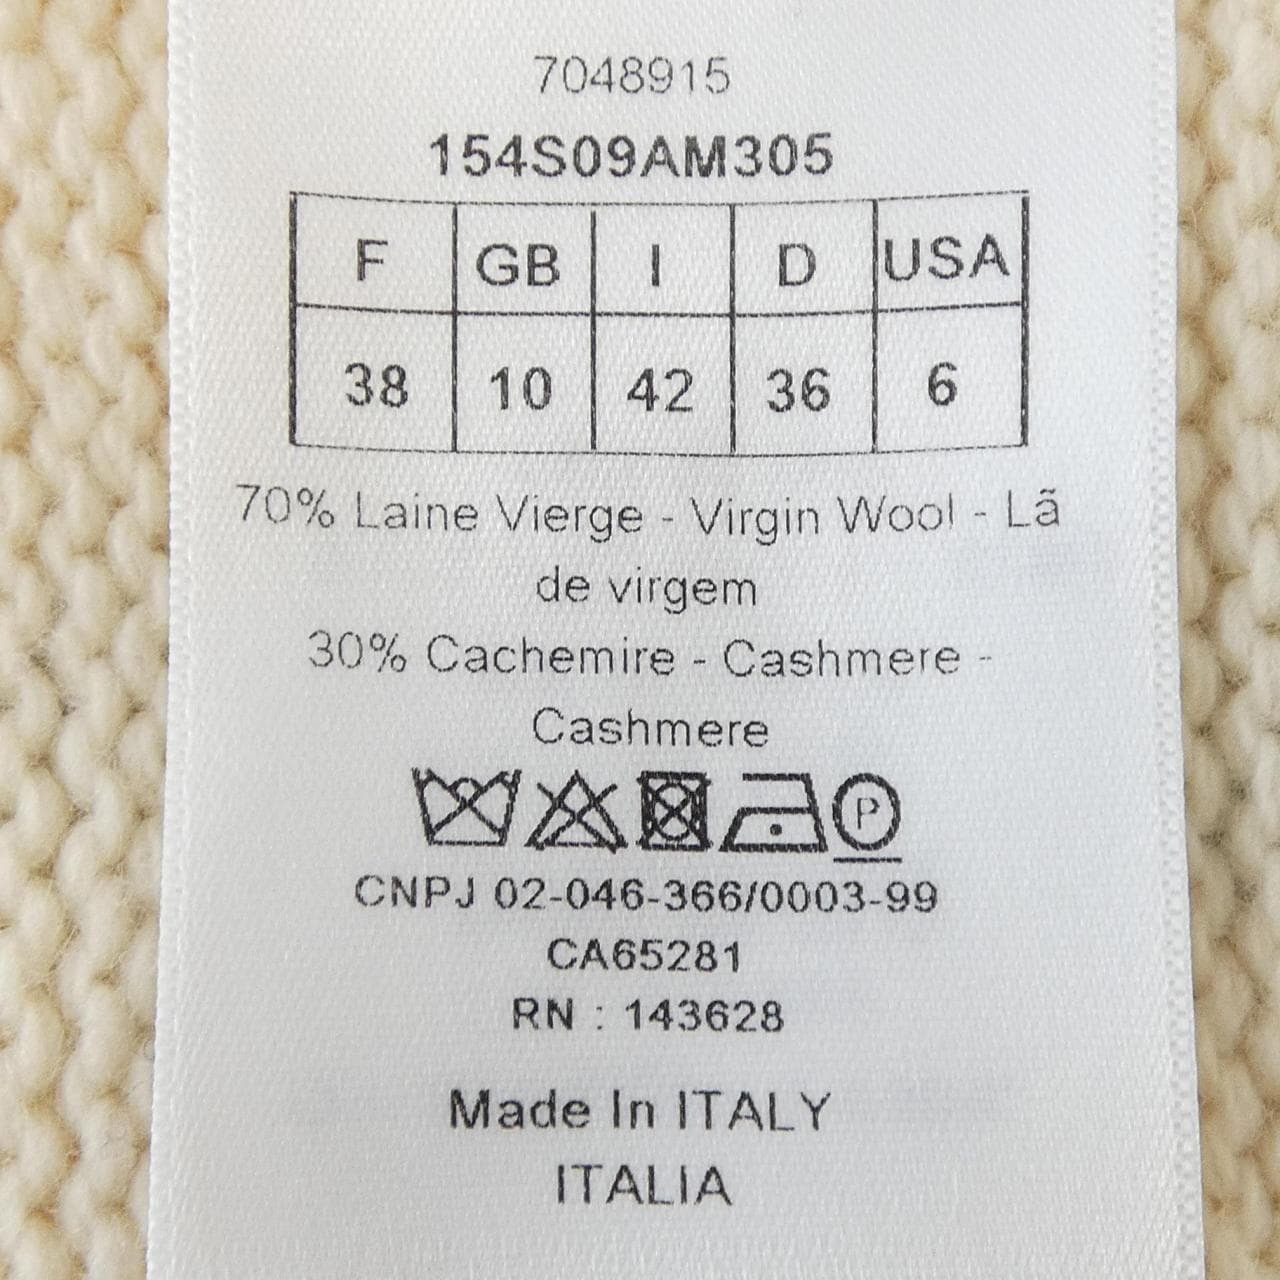 7048915
154S09AM305
F GB I D USA
38 10 42 36 6
70% Laine Vierge - Virgin Wool - Lã
de virgem
30% Cachemire - Cashmere -
Cashmere
P
CNPJ 02-046-366/0003-99
CA65281
RN : 143628
Made In ITALY
ITALIA